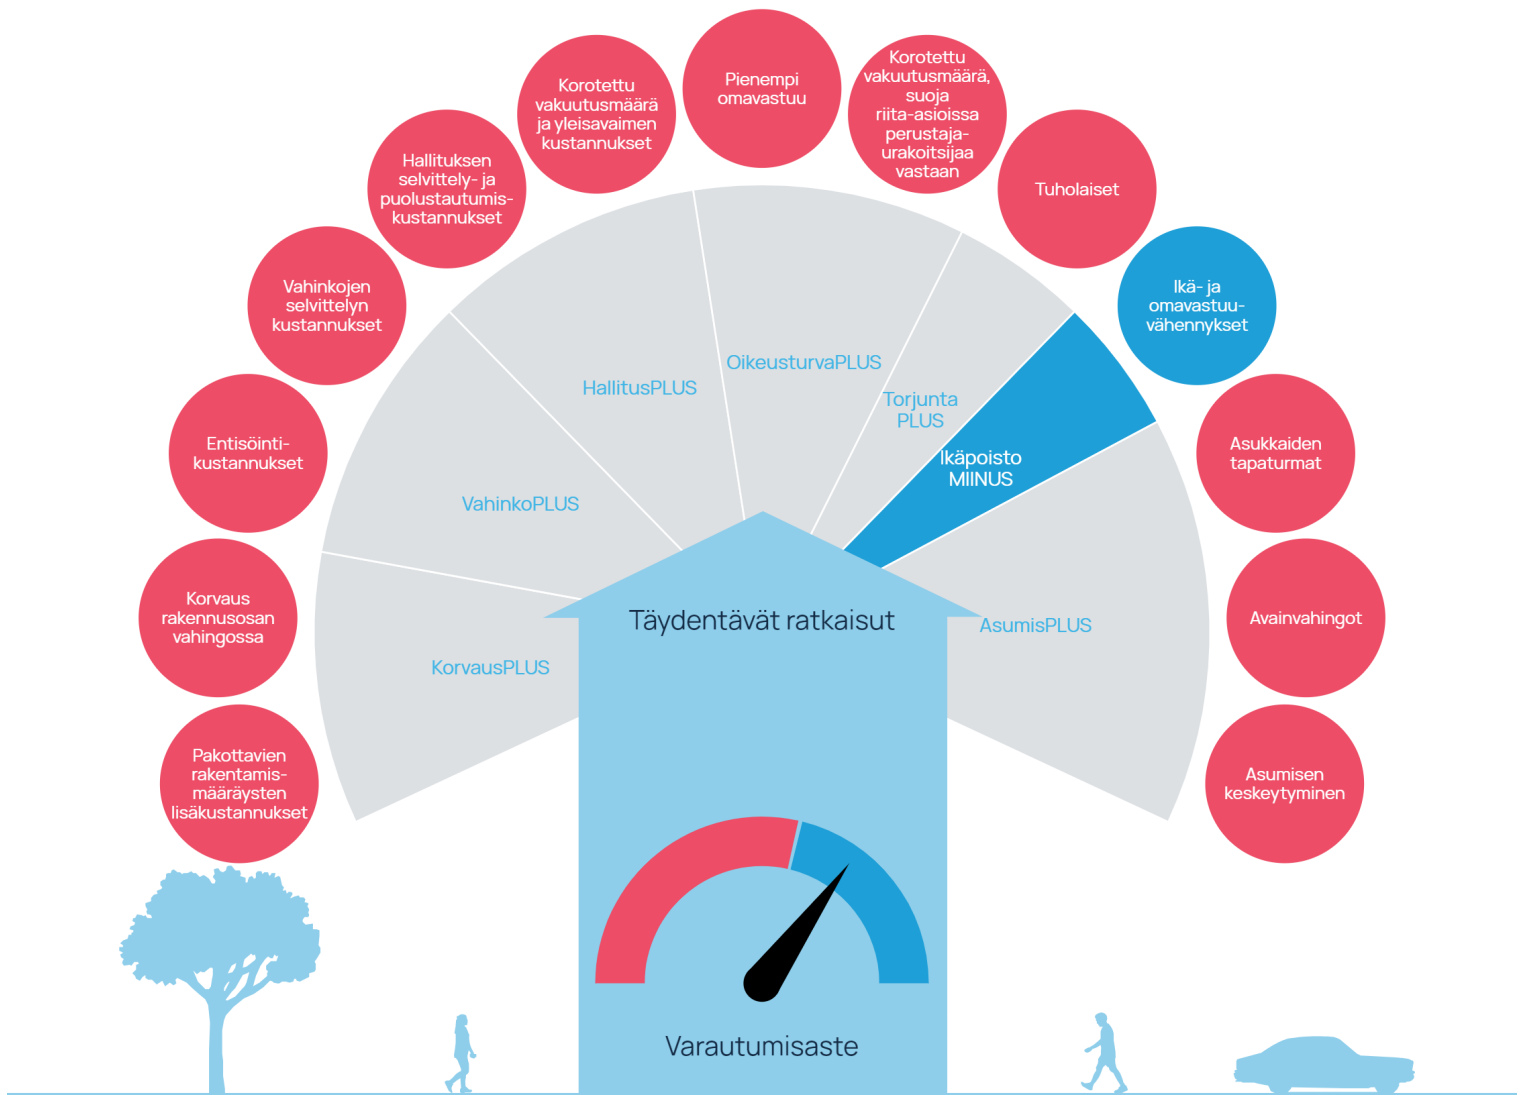 Pienempi
omavastuu
Korotettu
vakuutusmäärä
ja yleisavaimen
kustannukset
Korotettu
vakuutusmäärä,
suoja
riita-asioissa
perustaja-
urakoitsijaa
vastaan
Hallituksen
selvittely- ja
puolustautumis-
kustannukset
Tuholaiset
Vahinkojen
selvittelyn
kustannukset
Ikä- ja
omavastuu-
vähennykset
Entisöinti-
kustannukset
Asukkaiden
tapaturmat
Korvaus
rakennusosan
vahingossa
Avainvahingot
Pakottavien
rakentamis-
määräysten
lisäkustannukset
Asumisen
keskeytyminen
KorvausPLUS
VahinkoPLUS
HallitusPLUS
OikeusturvaPLUS
Torjunta
PLUS
Ikäpoisto
MIINUS
AsumisPLUS
Täydentävät ratkaisut
Varautumisaste